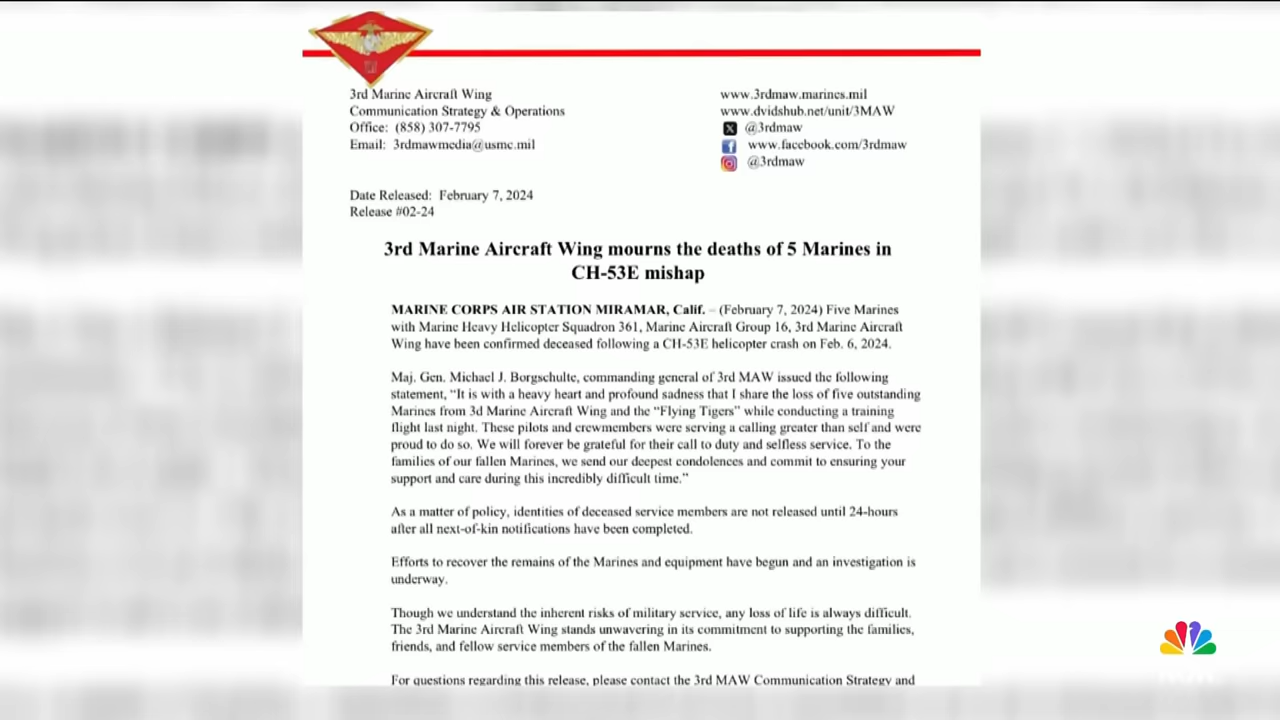 3rd Marine Aircraft Wing
Communication Strategy & Operations
Office: (858) 307-7795
Email: 3rdmawmedia@usmc.mil
www.3rdmaw.marines.mil
www.dvidshub.net/unit/3MAW
@3rdmaw
www.facebook.com/3rdmaw
@3rdmaw
Date Released: February 7, 2024
Release #02-24
3rd Marine Aircraft Wing mourns the deaths of 5 Marines in
CH-53E mishap
MARINE CORPS AIR STATION MIRAMAR, Calif. – (February 7, 2024) Five Marines
with Marine Heavy Helicopter Squadron 361, Marine Aircraft Group 16, 3rd Marine Aircraft
Wing have been confirmed deceased following a CH-53E helicopter crash on Feb. 6, 2024.
Maj. Gen. Michael J. Borgschulte, commanding general of 3rd MAW issued the following
statement, “It is with a heavy heart and profound sadness that I share the loss of five outstanding
Marines from 3d Marine Aircraft Wing and the “Flying Tigers” while conducting a training
flight last night. These pilots and crewmembers were serving a calling greater than self and were
proud to do so. We will forever be grateful for their call to duty and selfless service. To the
families of our fallen Marines, we send our deepest condolences and commit to ensuring your
support and care during this incredibly difficult time.”
As a matter of policy, identities of deceased service members are not released until 24-hours
after all next-of-kin notifications have been completed.
Efforts to recover the remains of the Marines and equipment have begun and an investigation is
underway.
Though we understand the inherent risks of military service, any loss of life is always difficult.
The 3rd Marine Aircraft Wing stands unwavering in its commitment to supporting the families,
friends, and fellow service members of the fallen Marines.
For questions regarding this release, please contact the 3rd MAW Communication Strategy and